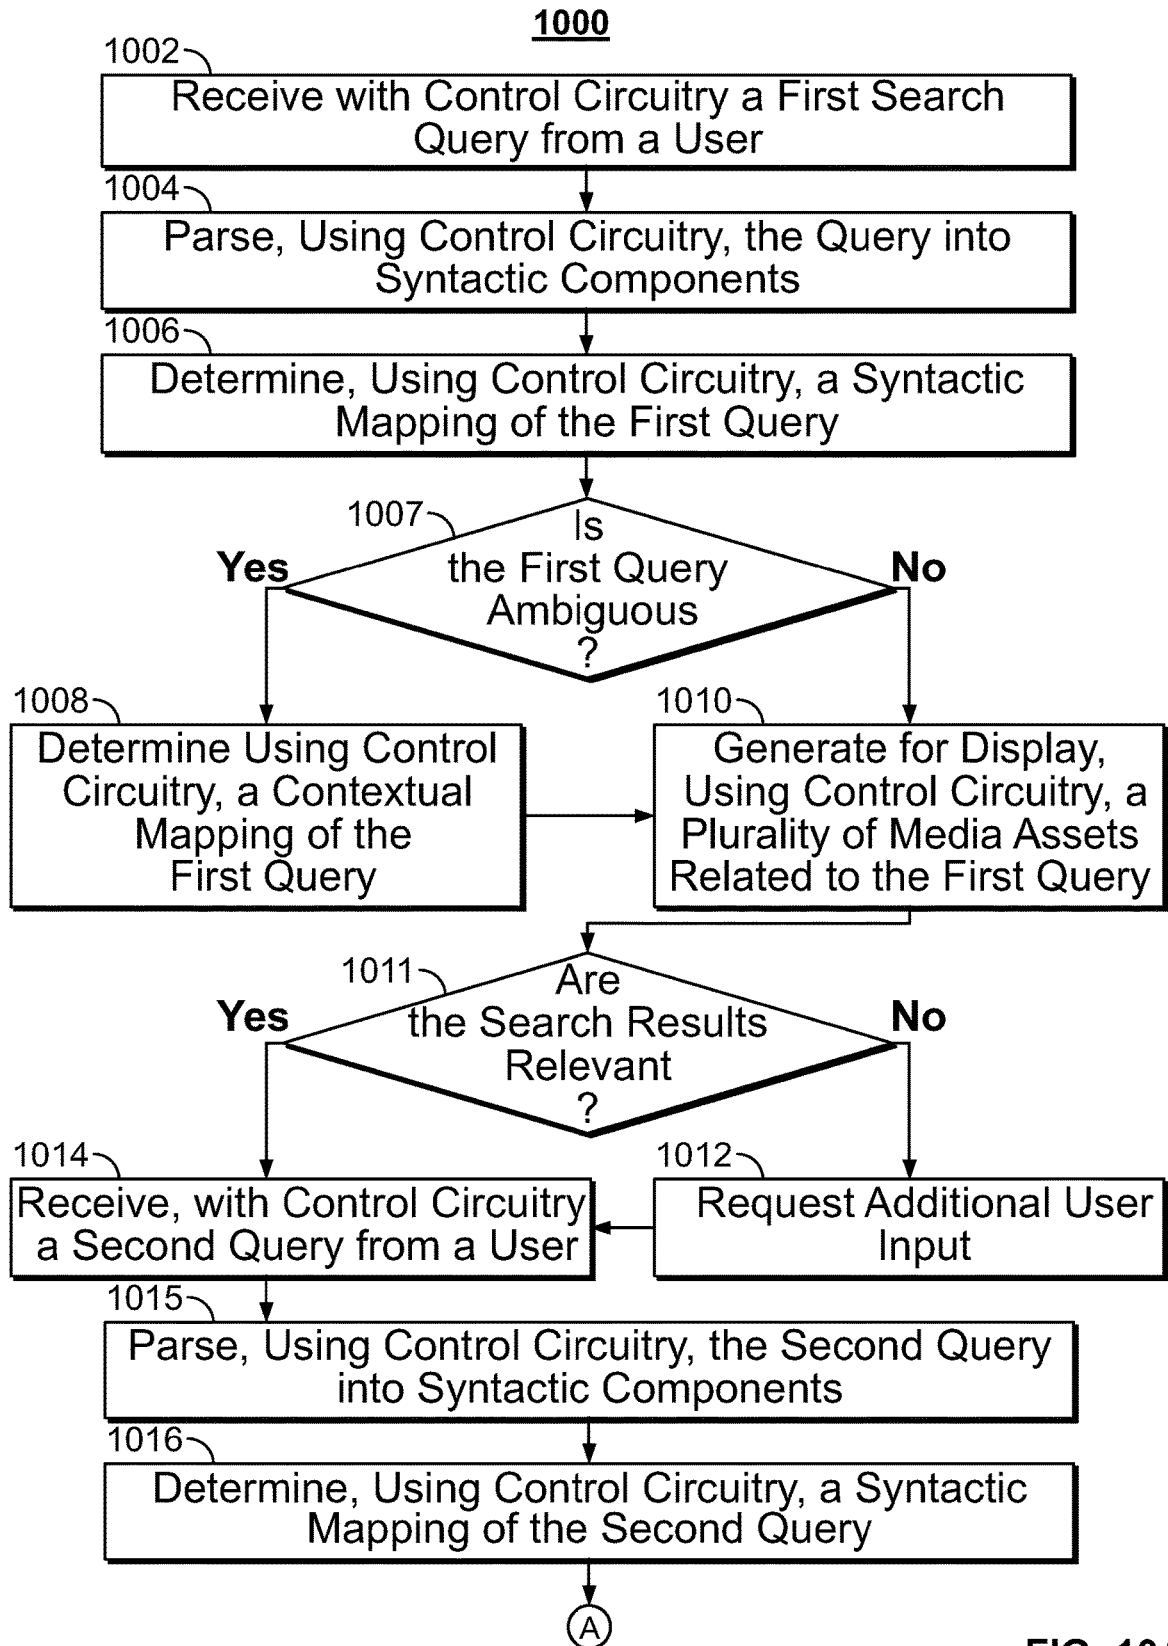 1000
1002
Receive with Control Circuitry a First Search
Query from a User
1004
Parse, Using Control Circuitry, the Query into
Syntactic Components
1006
Determine, Using Control Circuitry, a Syntactic
Mapping of the First Query
1007
Is
the First Query
Ambiguous
?
Yes
No
1008
Determine Using Control
Circuitry, a Contextual
Mapping of the
First Query
1010
Generate for Display,
Using Control Circuitry, a
Plurality of Media Assets
Related to the First Query
1011
Are
the Search Results
Relevant
?
Yes
No
1014
Receive, with Control Circuitry
a Second Query from a User
1012
Request Additional User
Input
1015
Parse, Using Control Circuitry, the Second Query
into Syntactic Components
1016
Determine, Using Control Circuitry, a Syntactic
Mapping of the Second Query
A